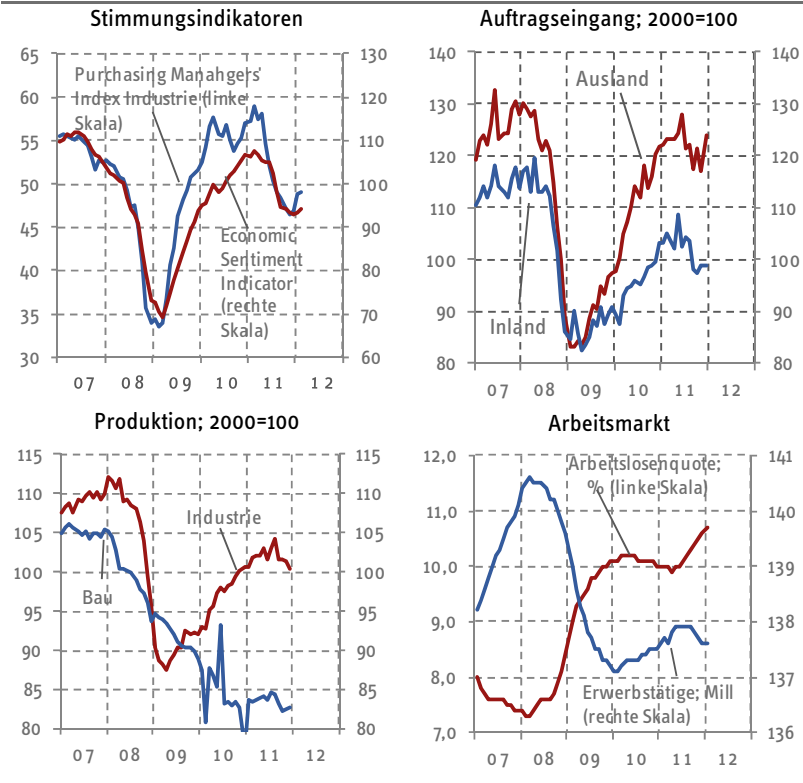 Stimmungsindikatoren
65
60
55
50
45
40
35
30
130
120
110
100
90
80
70
60
Purchasing Manahgers'
Index Industrie (linke
Skala)
Economic
Sentiment
Indicator
(rechte
Skala)
07 08 09 10 11 12
Auftragseingang; 2000=100
140
130
120
110
100
90
80
140
130
120
110
100
90
80
Ausland
Inland
07 08 09 10 11 12
Produktion; 2000=100
115
110
105
100
95
90
85
80
115
110
105
100
95
90
85
80
Industrie
Bau
07 08 09 10 11 12
Arbeitsmarkt
12,0
11,0
10,0
9,0
8,0
7,0
141
140
139
138
137
136
Arbeitslosenquote;
% (linke Skala)
Erwerbstätige; Mill
(rechte Skala)
07 08 09 10 11 12